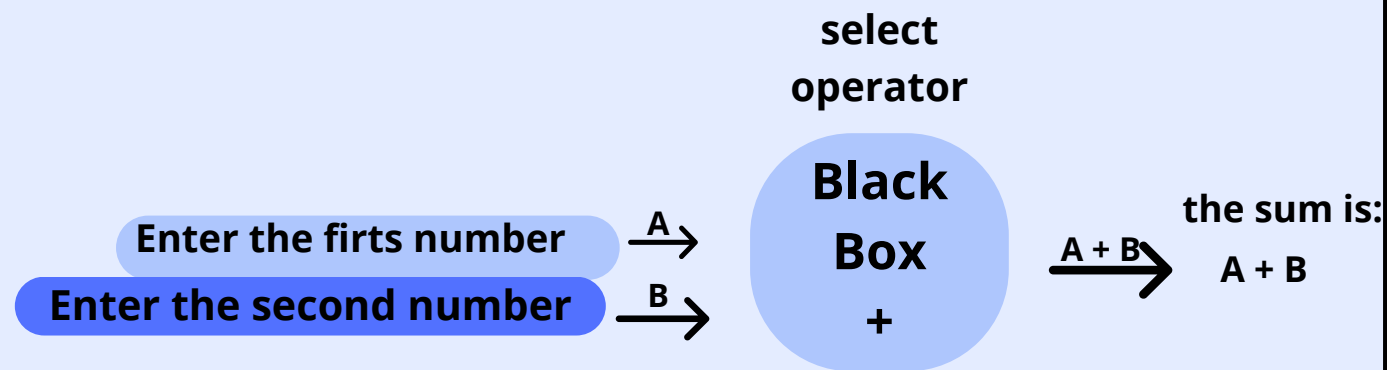 select
operator
Black
Box
+
Enter the firts number
A
Enter the second number
B
A + B
the sum is:
A + B